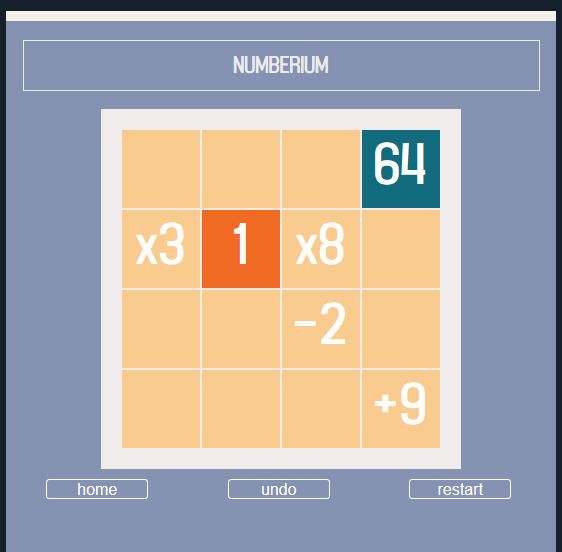 NUMBERIUM
64
x3 1 x8
-2
+9
home undo restart